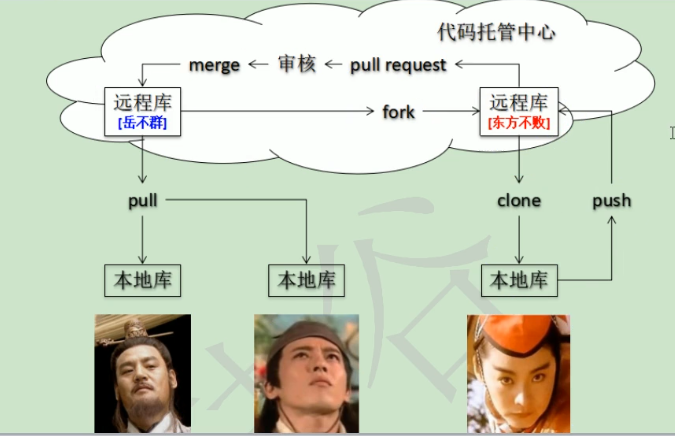 代码托管中心
merge
审核
pull request
远程库
[岳不群]
fork
远程库
[东方不败]
pull
clone
push
本地库
本地库
本地库